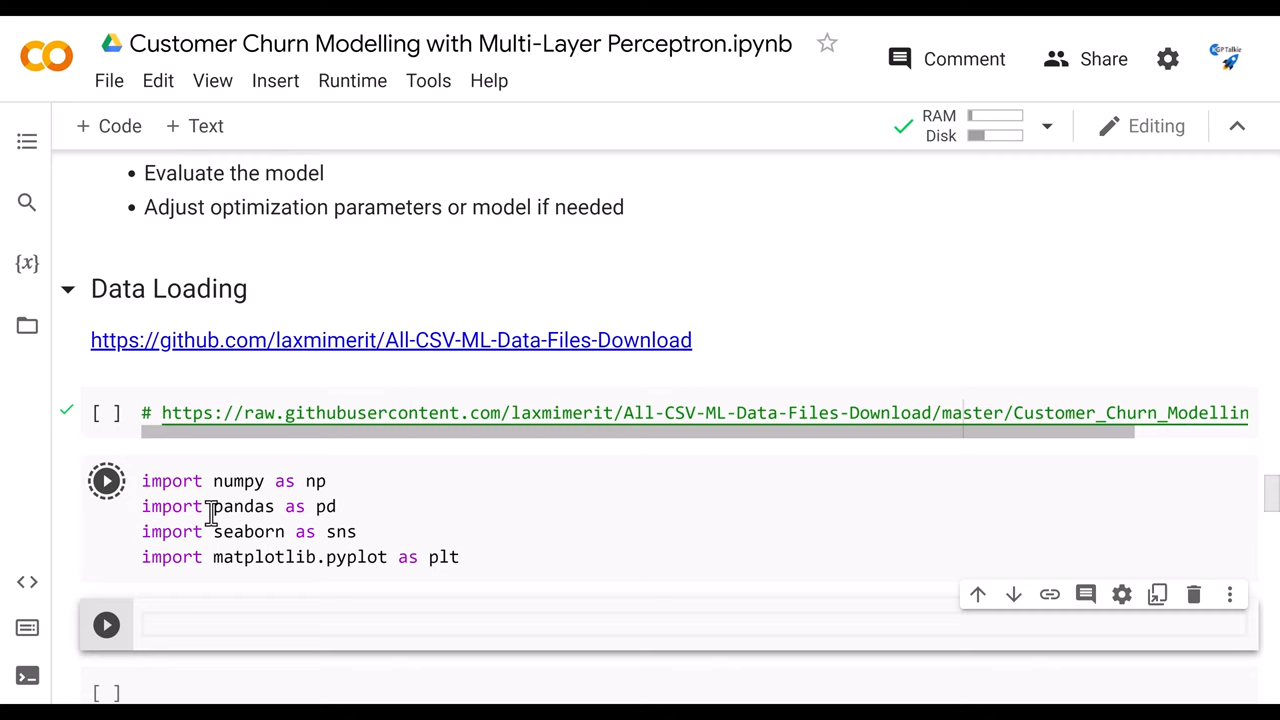 Customer Churn Modelling with Multi-Layer Perceptron.ipynb
Comment
Share
KGP Talkie
File Edit View Insert Runtime Tools Help
+ Code + Text
RAM
Disk
Editing
• Evaluate the model
• Adjust optimization parameters or model if needed
{x}
Data Loading
https://github.com/laxmimerit/All-CSV-ML-Data-Files-Download
[ ] # https://raw.githubusercontent.com/laxmimerit/All-CSV-ML-Data-Files-Download/master/Customer_Churn_Modellin
import numpy as np
import pandas as pd
import seaborn as sns
import matplotlib.pyplot as plt
[ ]